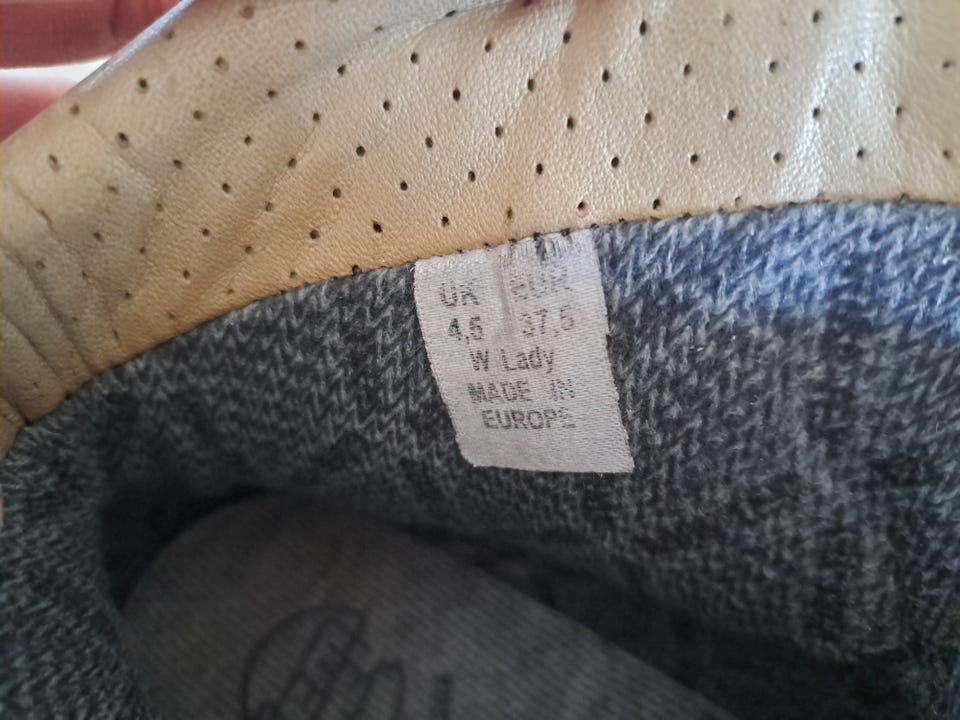 UK EUR
4,5 37,5
W Lady
MADE IN
EUROPE